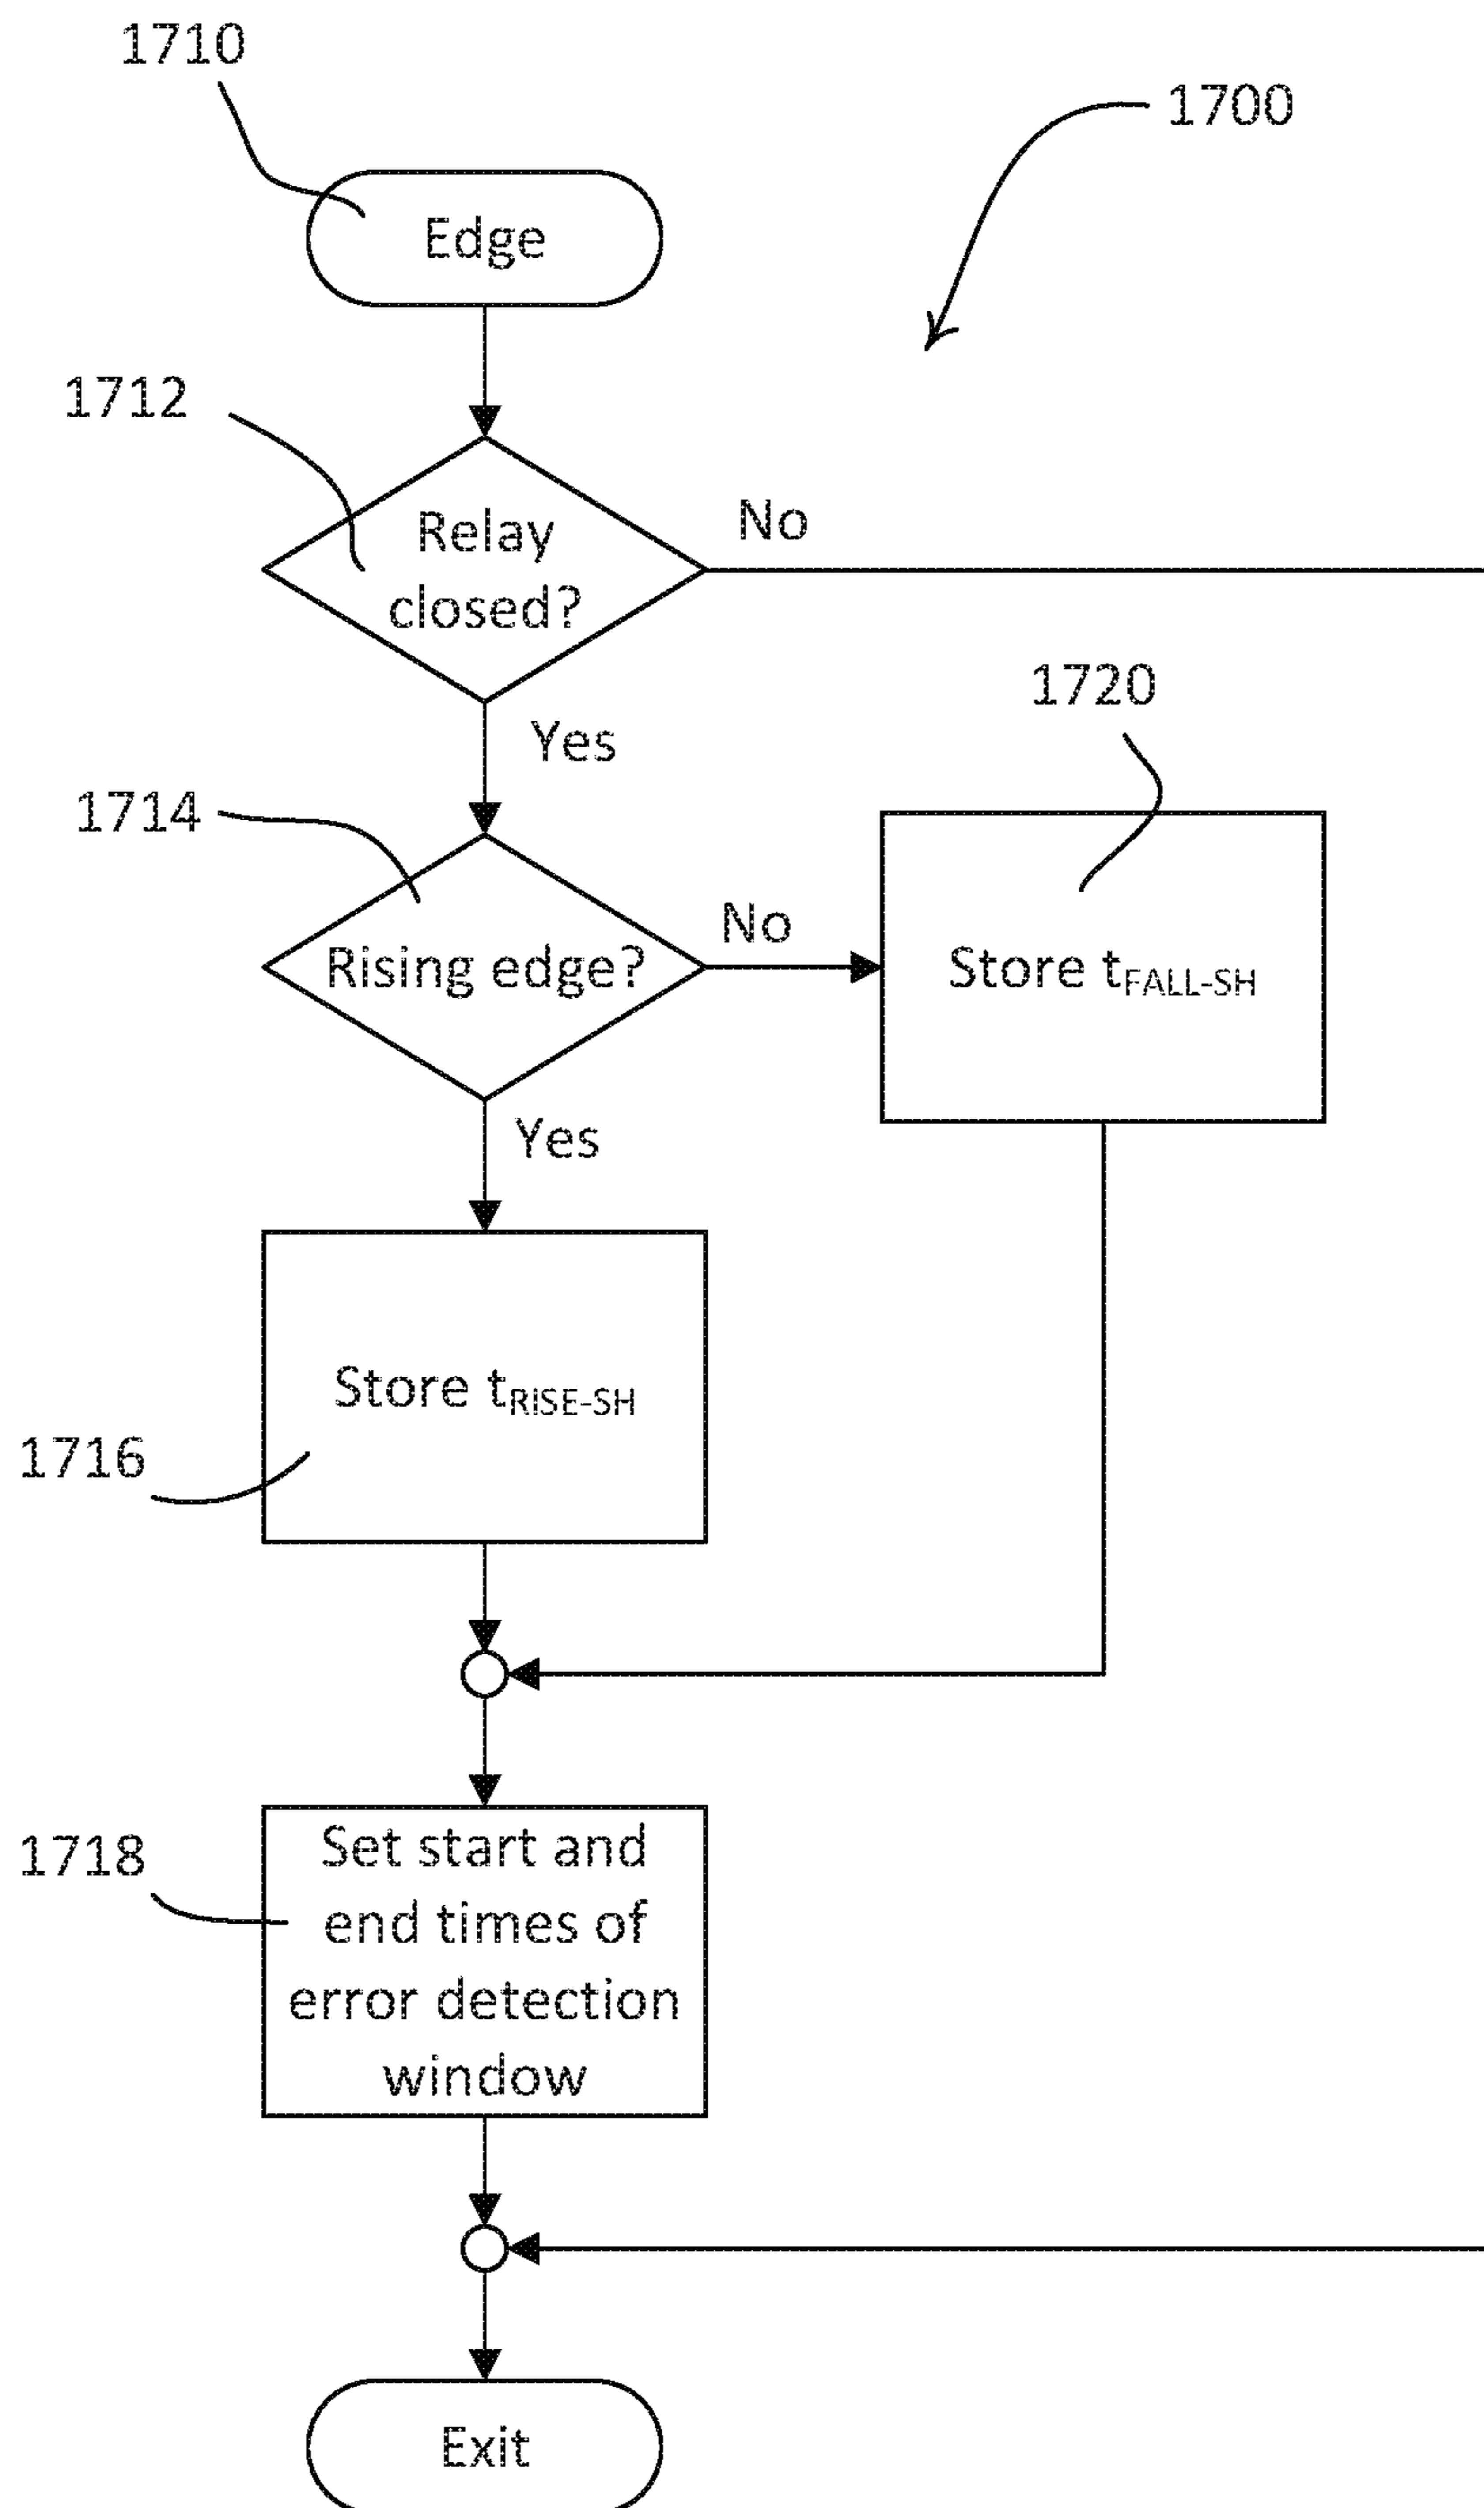 1710
1700
Edge
1712
Relay
closed?
No
Yes
1720
1714
Rising edge?
No
Store tFALL-SH
Yes
Store tRISE-SH
1716
1718
Set start and
end times of
error detection
window
Exit